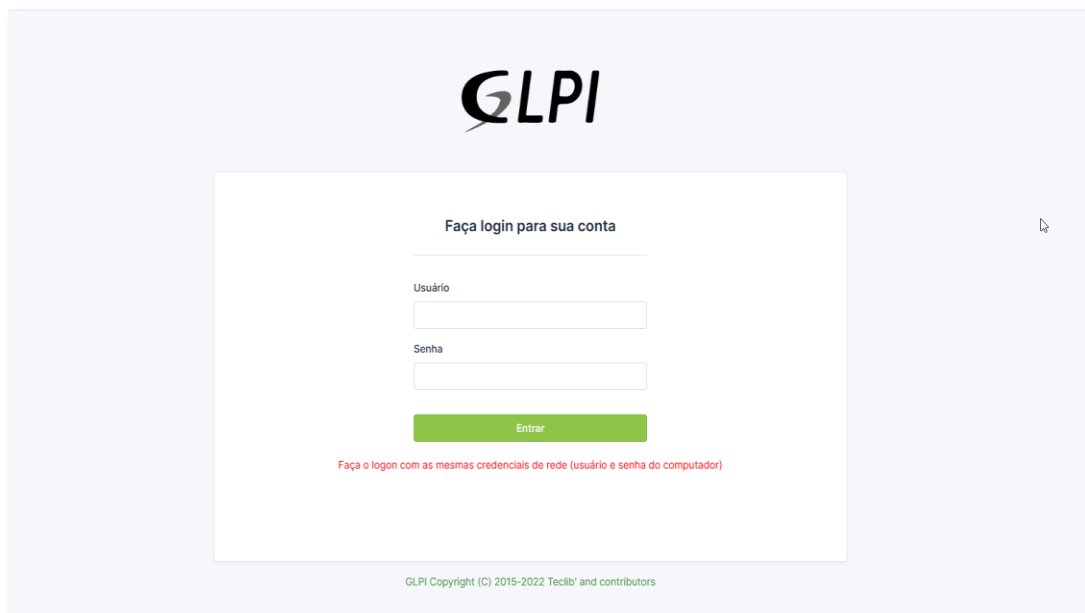 GLPI
Faça login para sua conta
Usuário
Senha
Entrar
Faça o logon com as mesmas credenciais de rede (usuário e senha do computador)
GLPI Copyright (C) 2015-2022 Teclib' and contributors